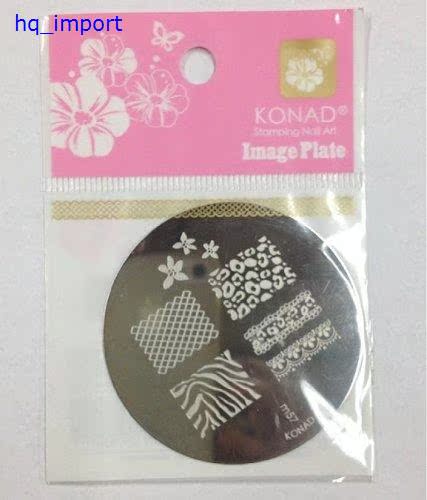 hq_import
KONAD®
Stamping Nail Art
Image Plate
m57
KONAD